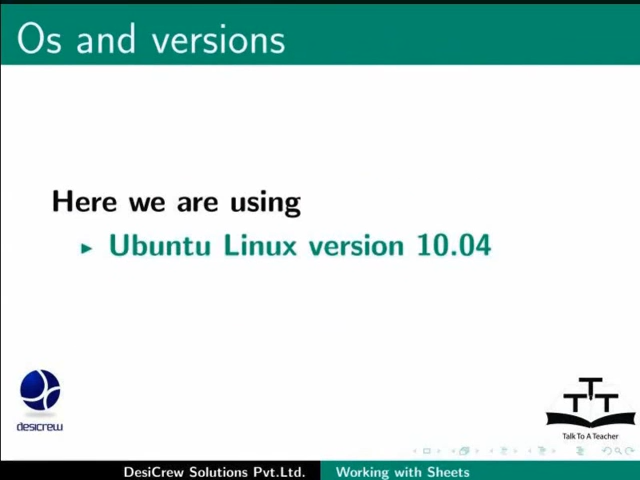 Os and versions
Here we are using
Ubuntu Linux version 10.04
desicrew
TTT
Talk To A Teacher
DesiCrew Solutions Pvt.Ltd.
Working with Sheets